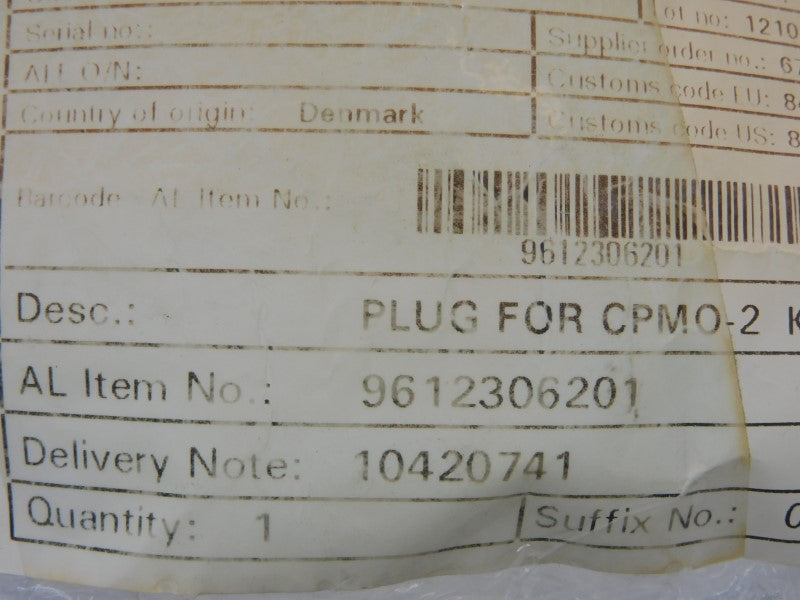 Lot no: 1210
Serial no.:
Supplier order no.: 67
Alt O/N:
Customs code EU: 8
Country of origin: Denmark
Customs code US: 8
Barcode AL Item No.:
9612306201
Desc.: PLUG FOR CPMO-2 K
AL Item No.: 9612306201
Delivery Note: 10420741
Quantity: 1 Suffix No.: